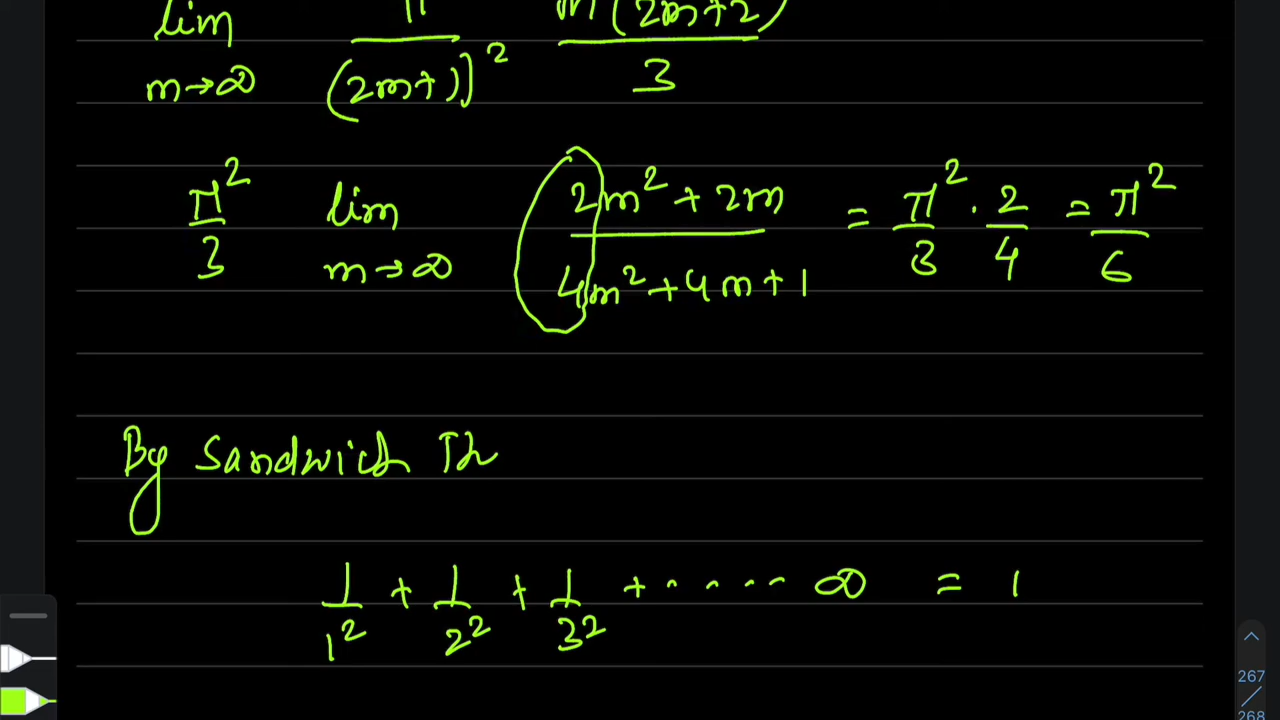 lim m→∞ π/(2m+1)]² m(2m+2)/3
π²/3 lim m→∞ 2m²+2m/4m²+4m+1 = π²/3 · 2/4 = π²/6
By Sandwich Th
1/1² + 1/2² + 1/3² + ..... ∞ = 1
267/268